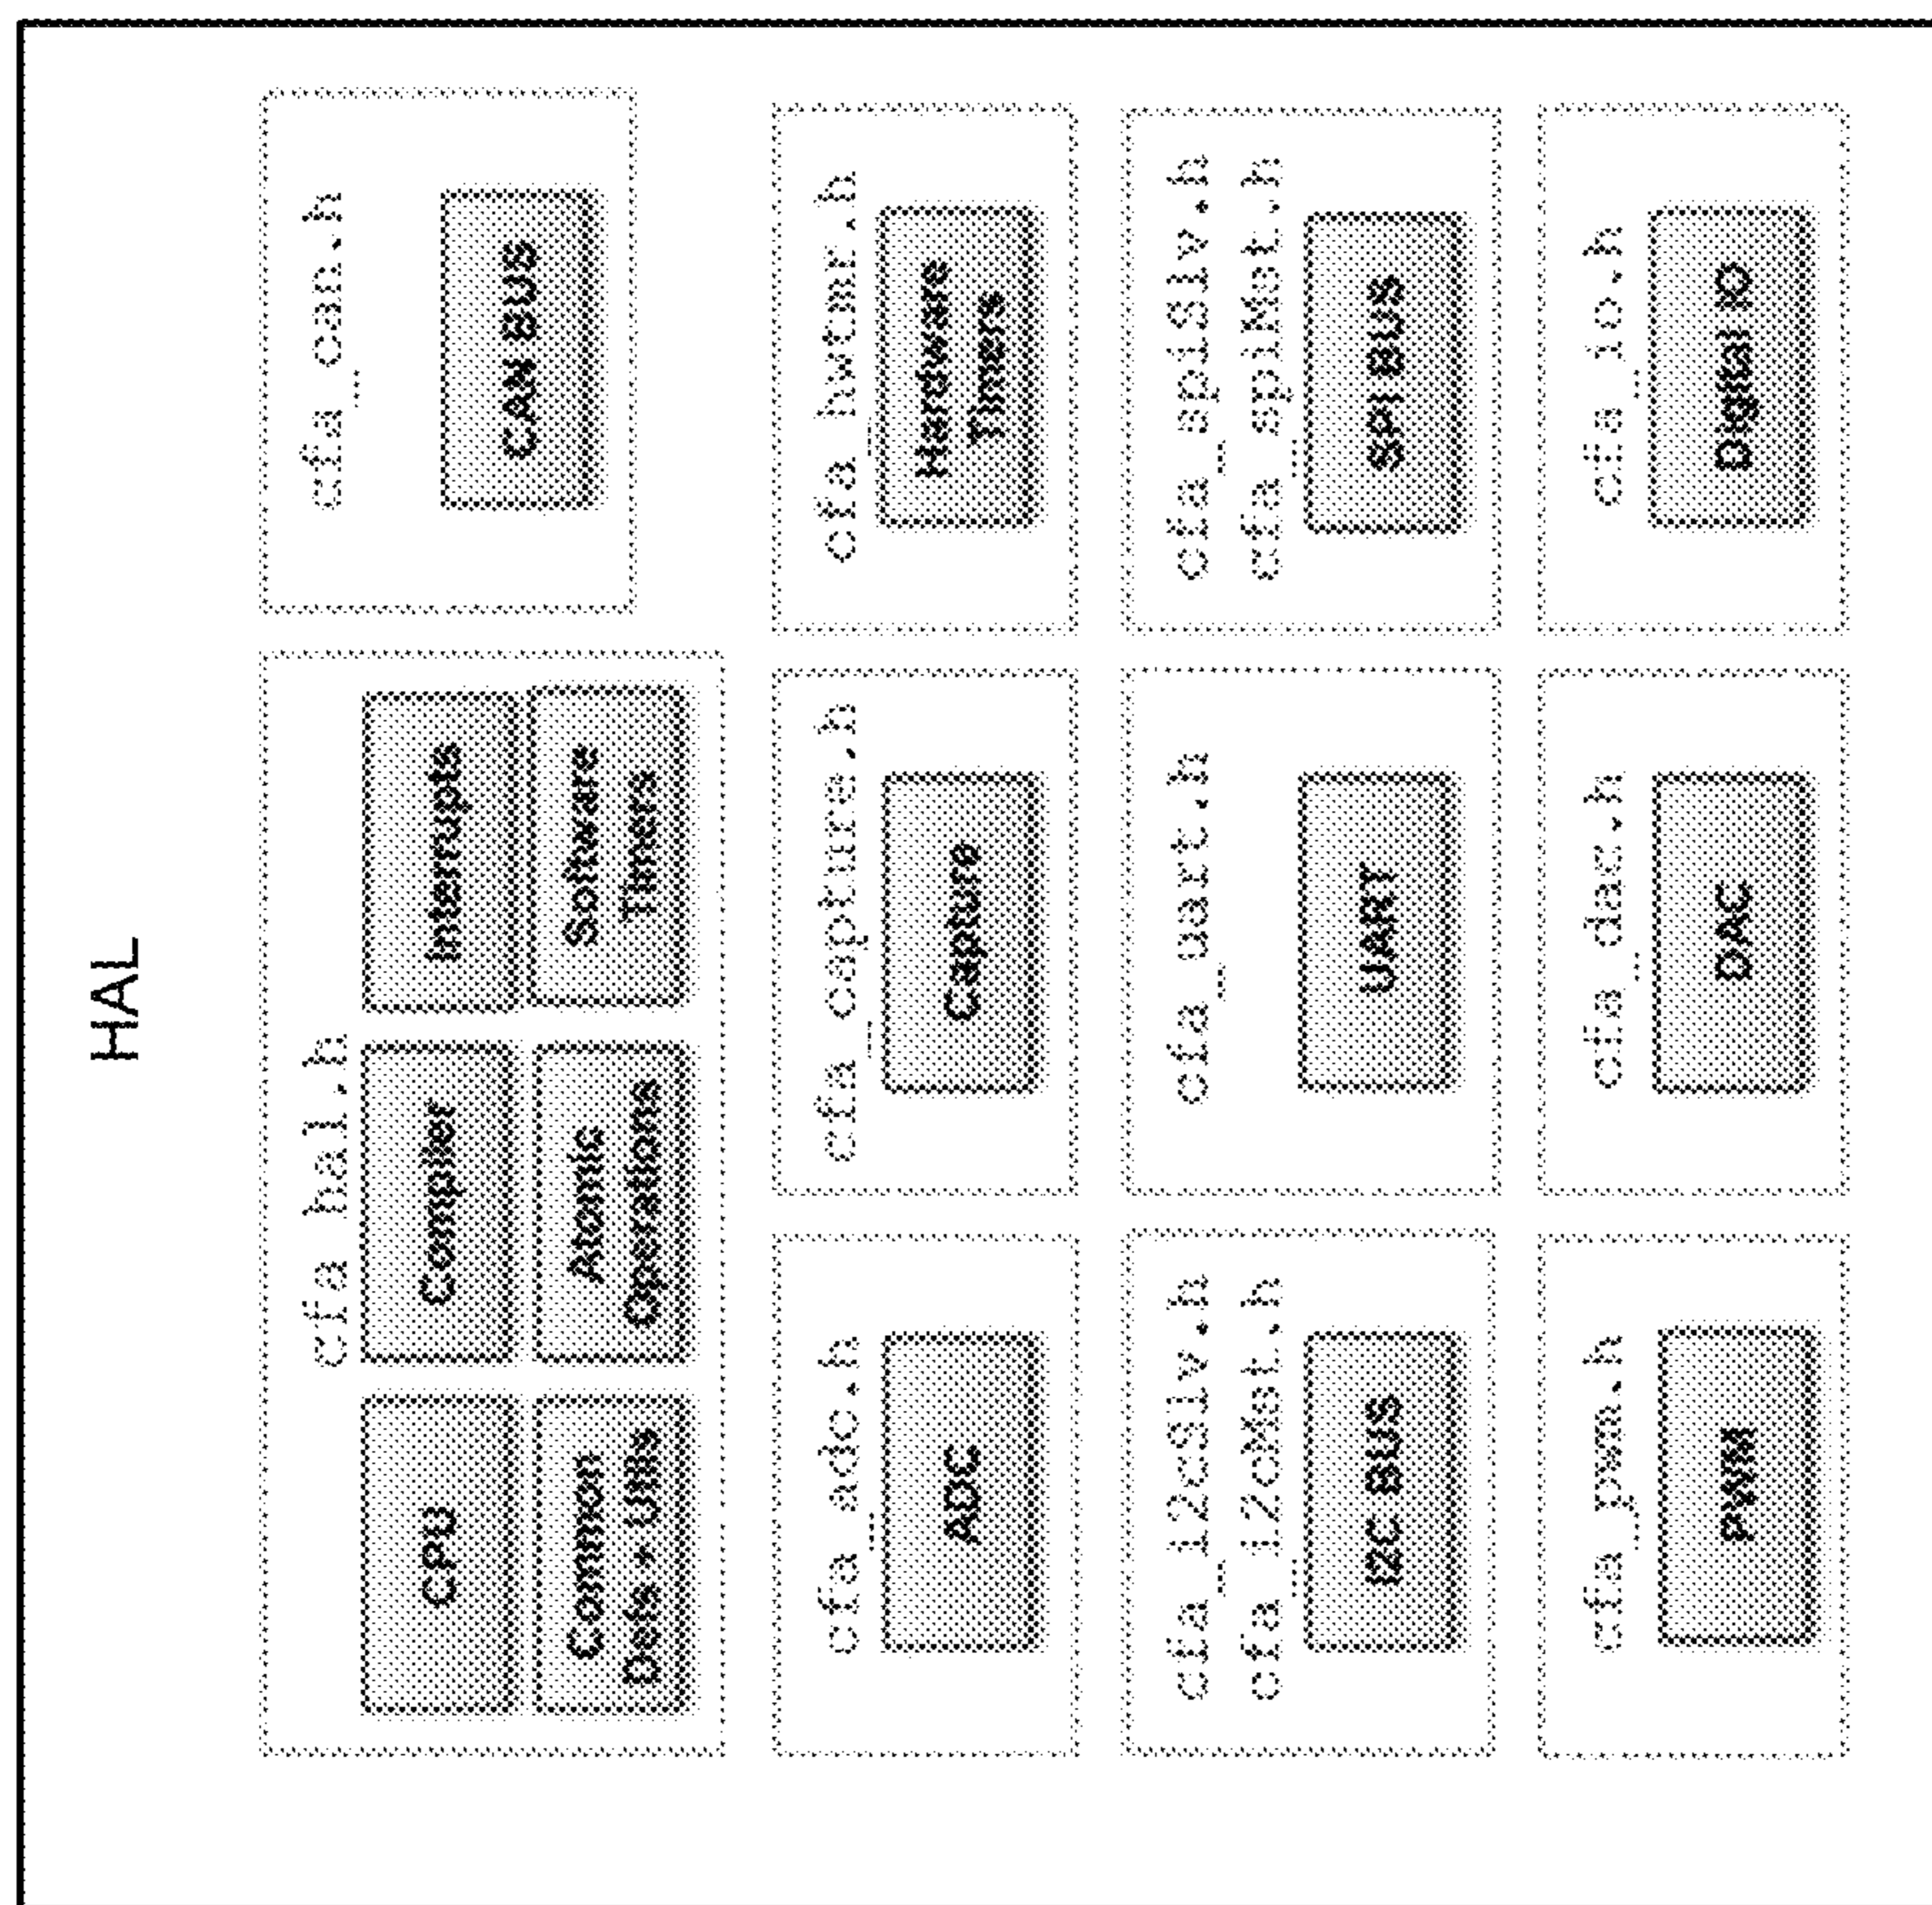 HAL
cfa hal.h
CPU
Compiler
Interrupts
Common
Defs + Utils
Atomic
Operations
Software
Timers
cfa_can.h
CAN BUS
cfa_adc.h
ADC
cfa_capture.h
Capture
cfa_hwtmr.h
Hardware
Timers
cfa_i2cSlv.h
cfa_i2cMst.h
I2C BUS
cfa_uart.h
UART
cfa_spiSlv.h
cfa_spiMst.h
SPI BUS
cfa_pwm.h
PWM
cfa_dac.h
DAC
cfa_io.h
Digital IO